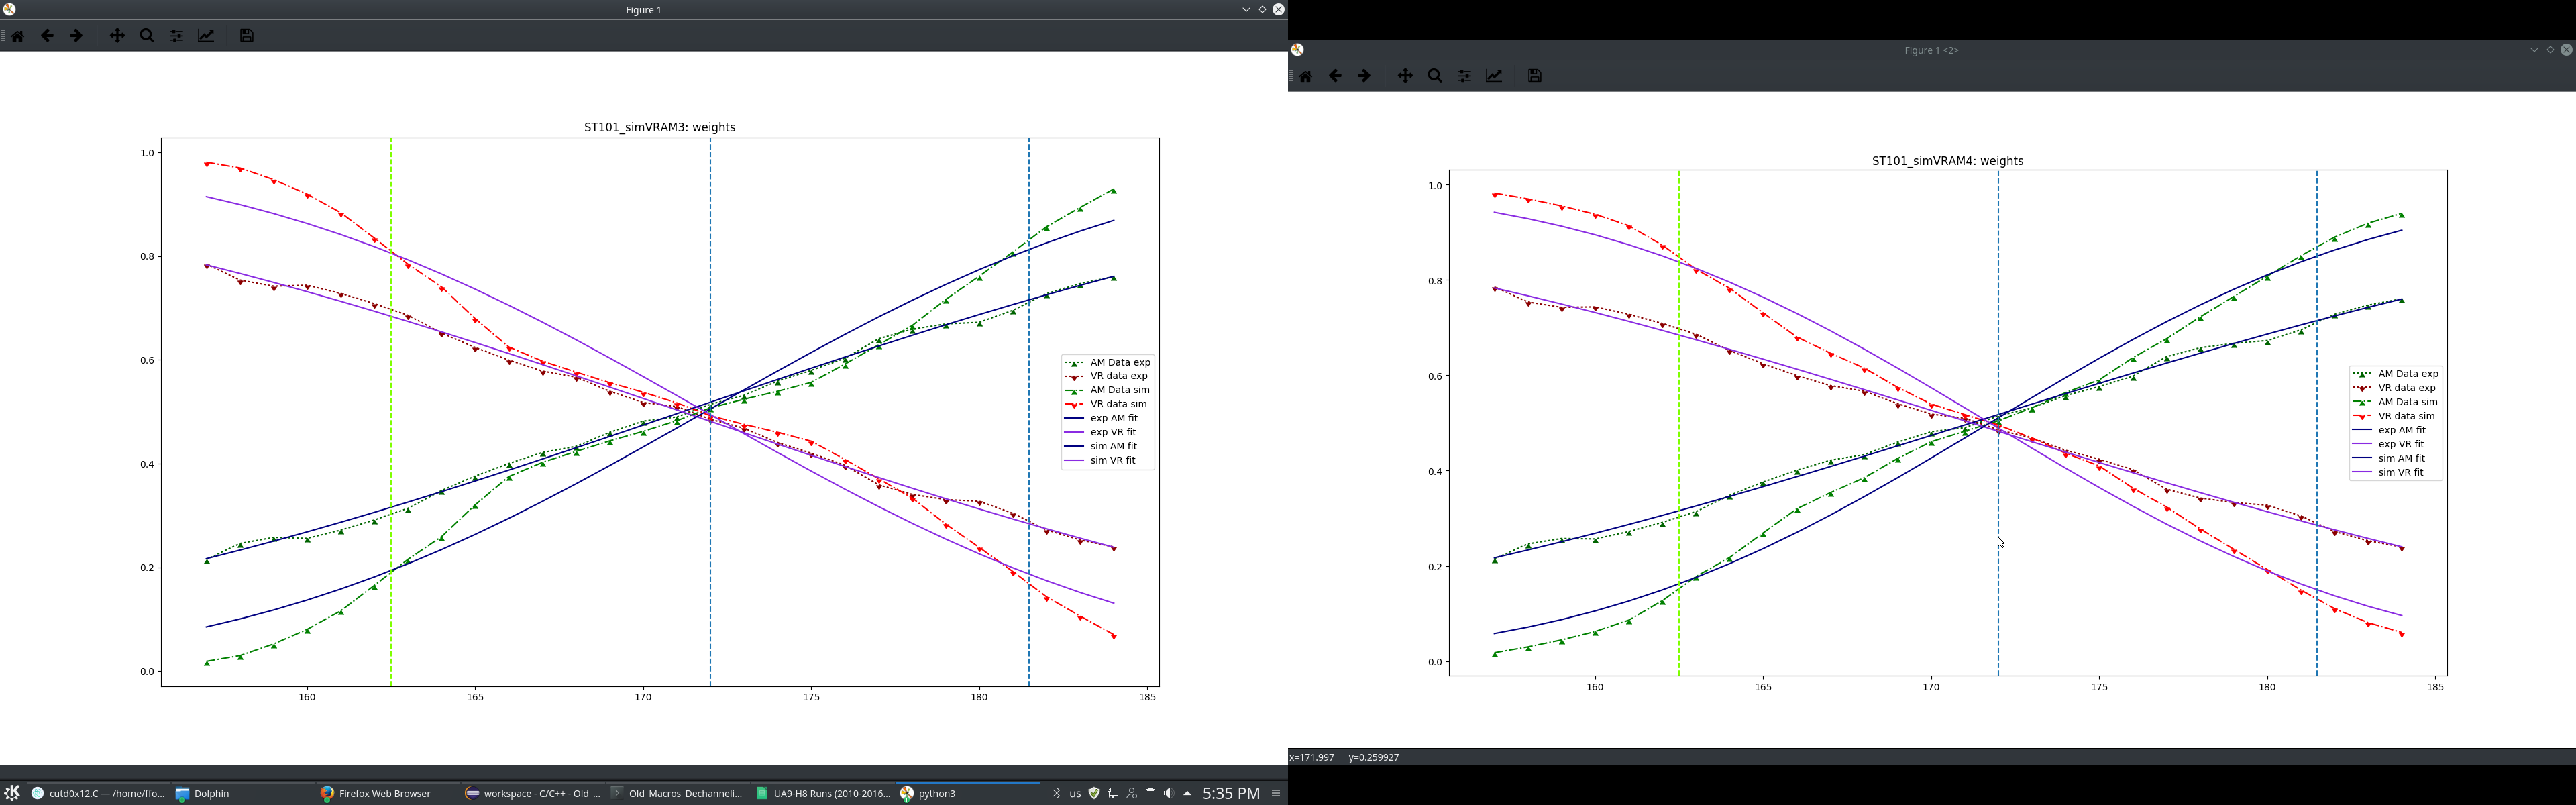 Figure 1
ST101_simVRAM3: weights
1.0
0.8
0.6
0.4
0.2
0.0
160
165
170
175
180
185
AM Data exp
VR data exp
AM Data sim
VR data sim
exp AM fit
exp VR fit
sim AM fit
sim VR fit
cutd0x12.C — /home/ffo...
Dolphin
Firefox Web Browser
workspace - C/C++ - Old_...
Old_Macros_Dechanneli...
UA9-H8 Runs (2010-2016...
python3
us
5:35 PM
Figure 1 <2>
ST101_simVRAM4: weights
1.0
0.8
0.6
0.4
0.2
0.0
160
165
170
175
180
185
AM Data exp
VR data exp
AM Data sim
VR data sim
exp AM fit
exp VR fit
sim AM fit
sim VR fit
x=171.997 y=0.259927